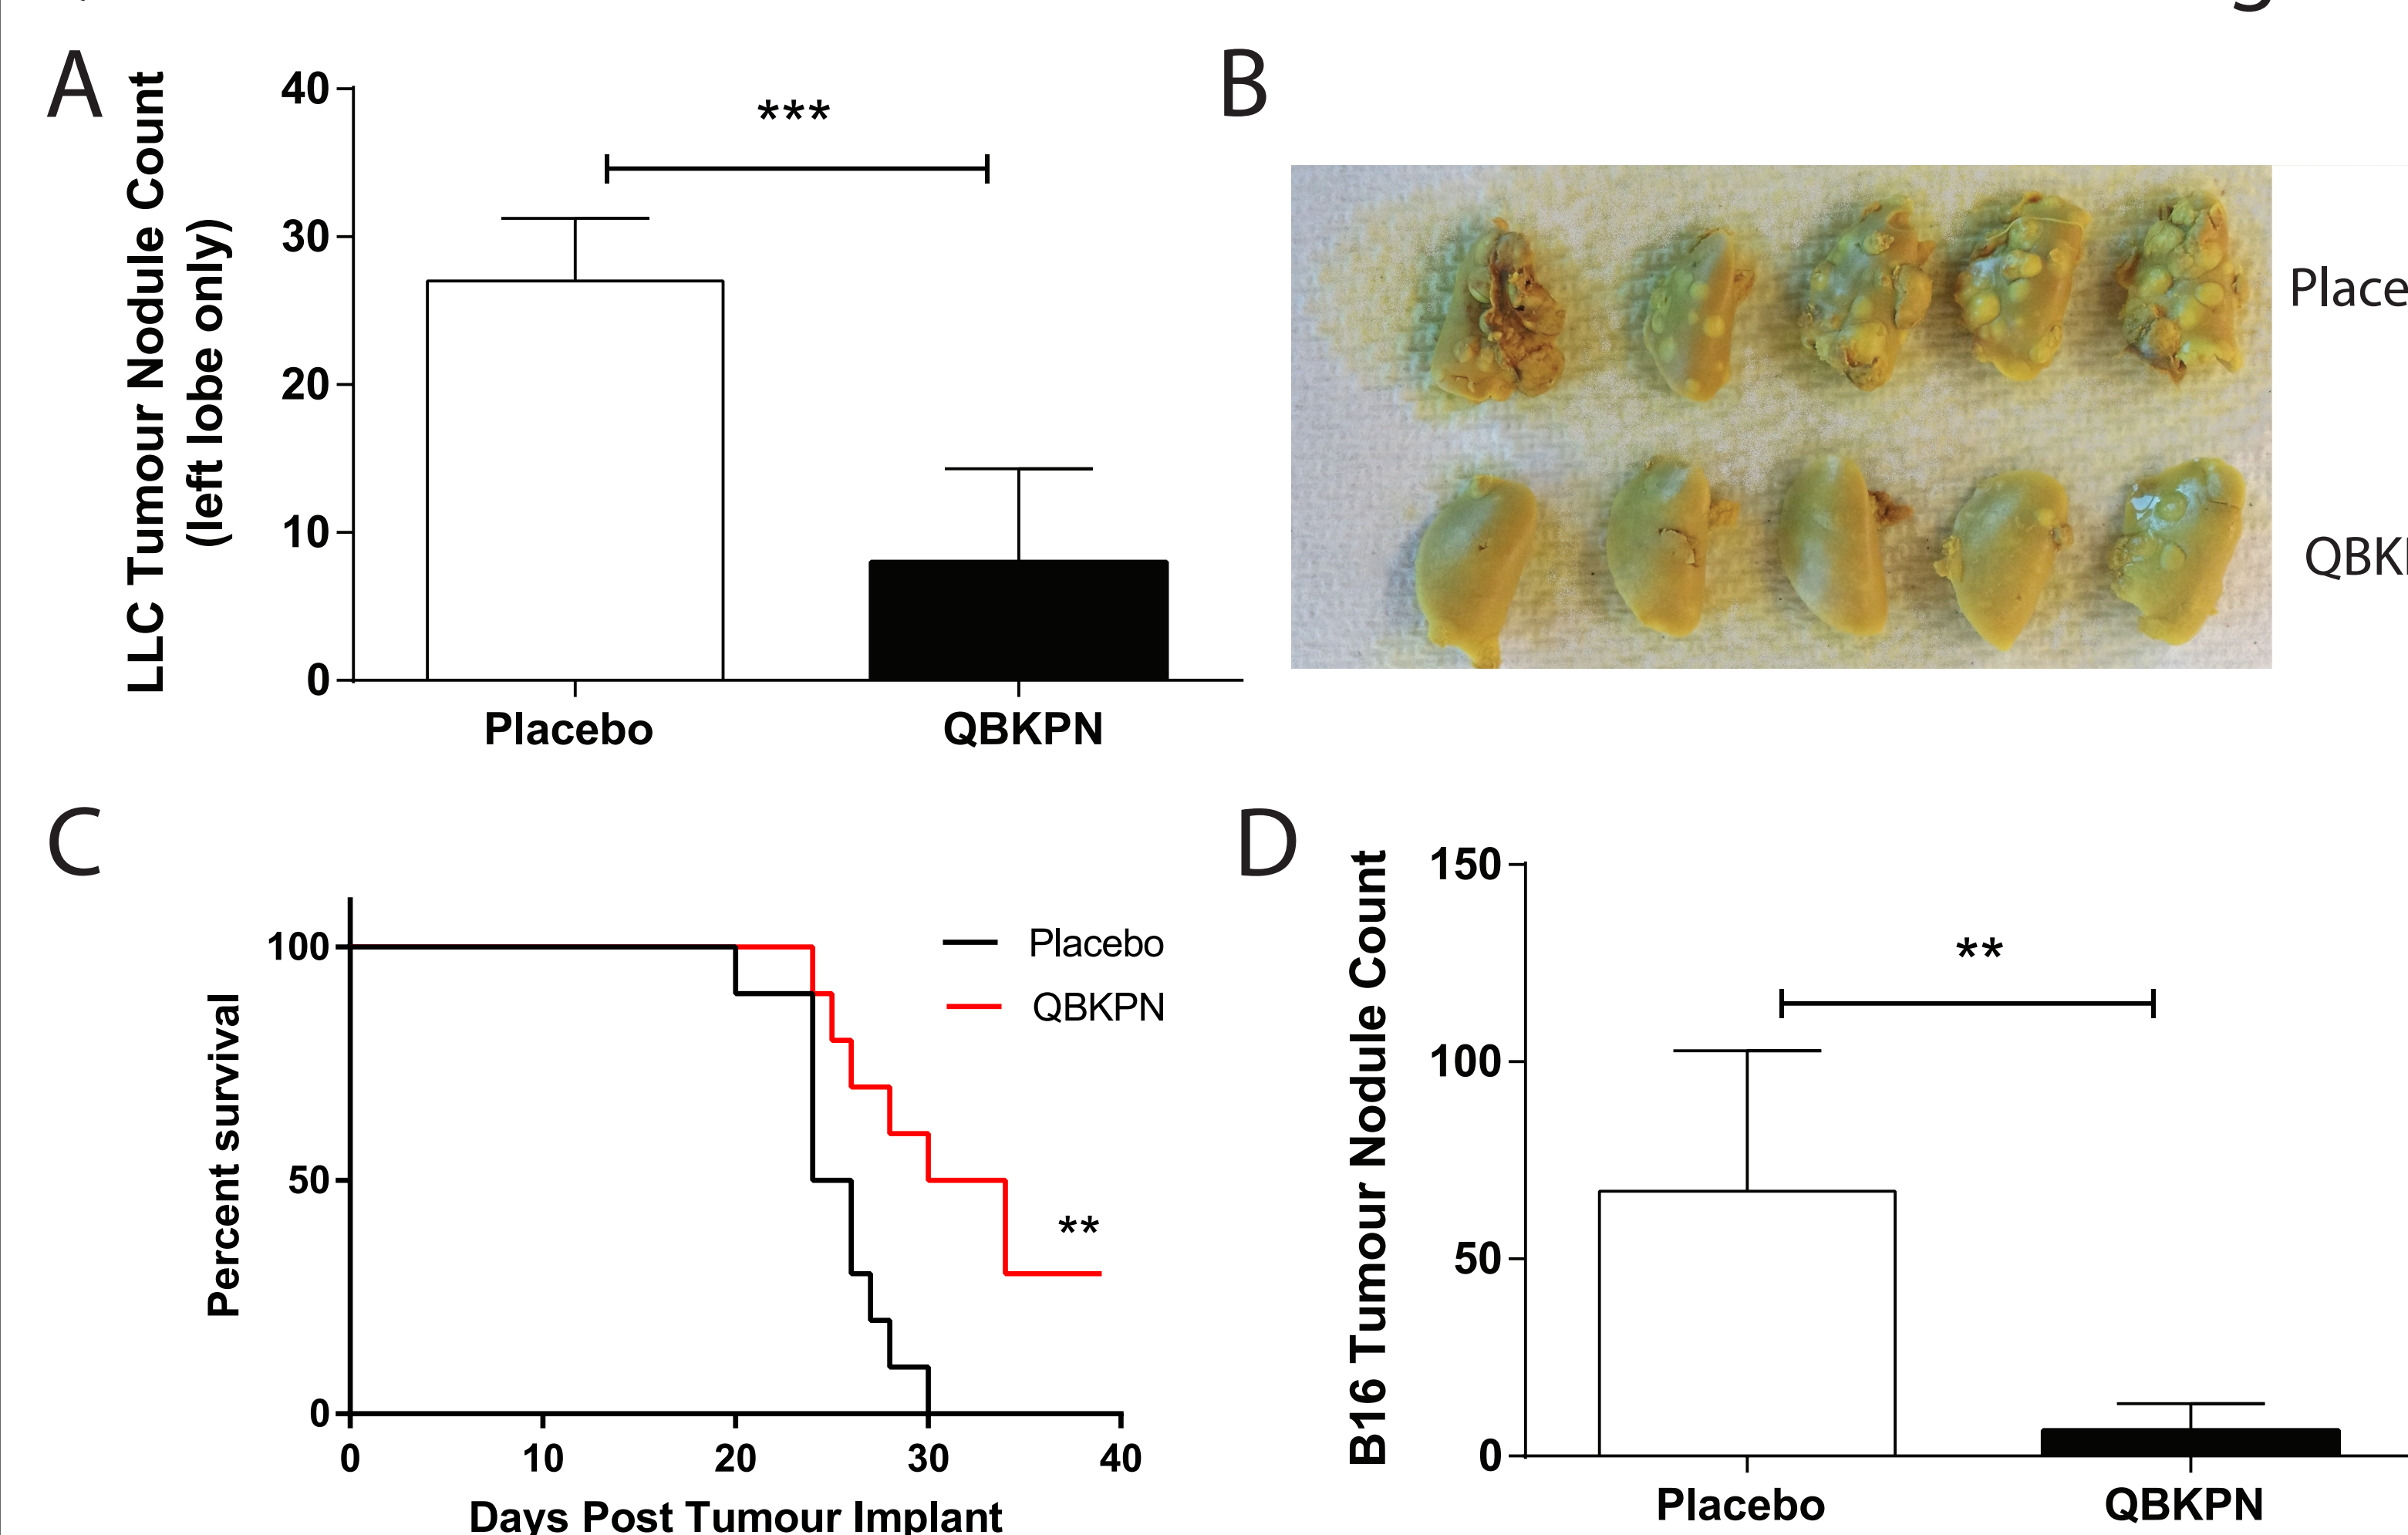 A
LLC Tumour Nodule Count
(left lobe only)
40
30
20
10
0
***
Placebo
QBKPN
B
C
Percent survival
100
50
0
0
10
20
30
40
Days Post Tumour Implant
Placebo
QBKPN
**
D
B16 Tumour Nodule Count
150
100
50
0
**
Placebo
QBKPN